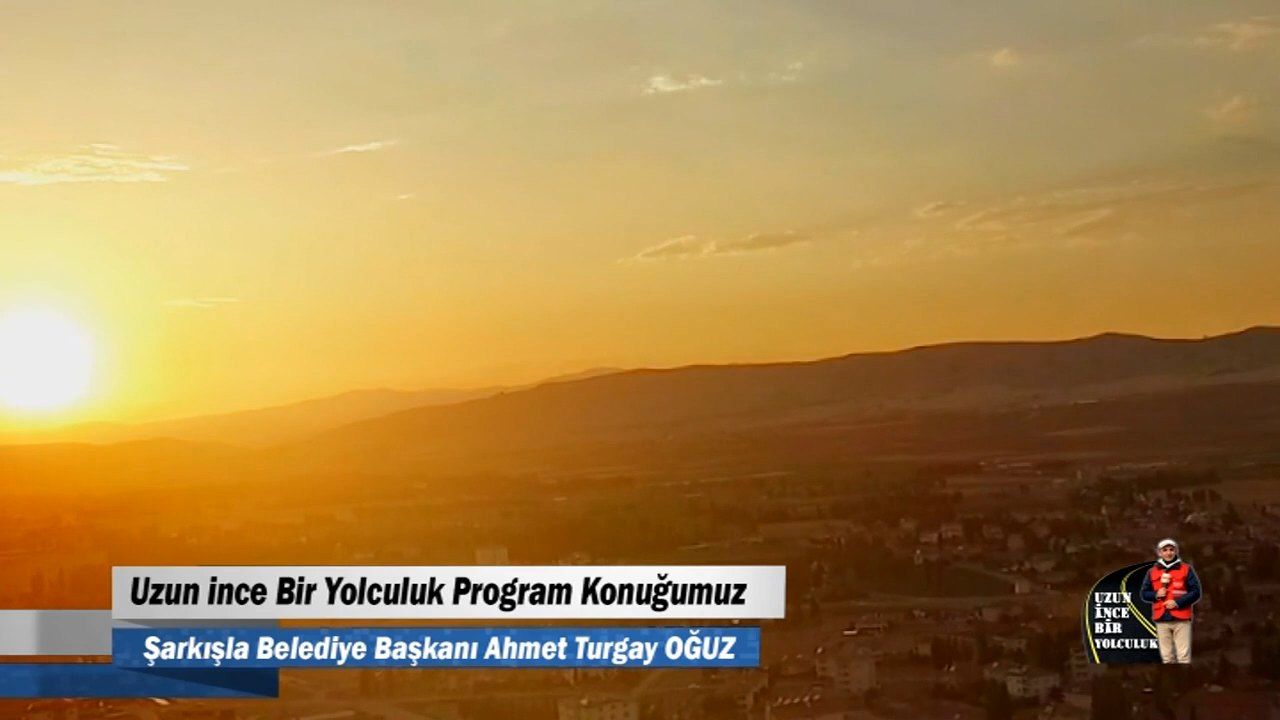 Uzun ince Bir Yolculuk Program Konuğumuz
Şarkışla Belediye Başkanı Ahmet Turgay OĞUZ
UZUN
İNCE
BİR
YOLCULUK